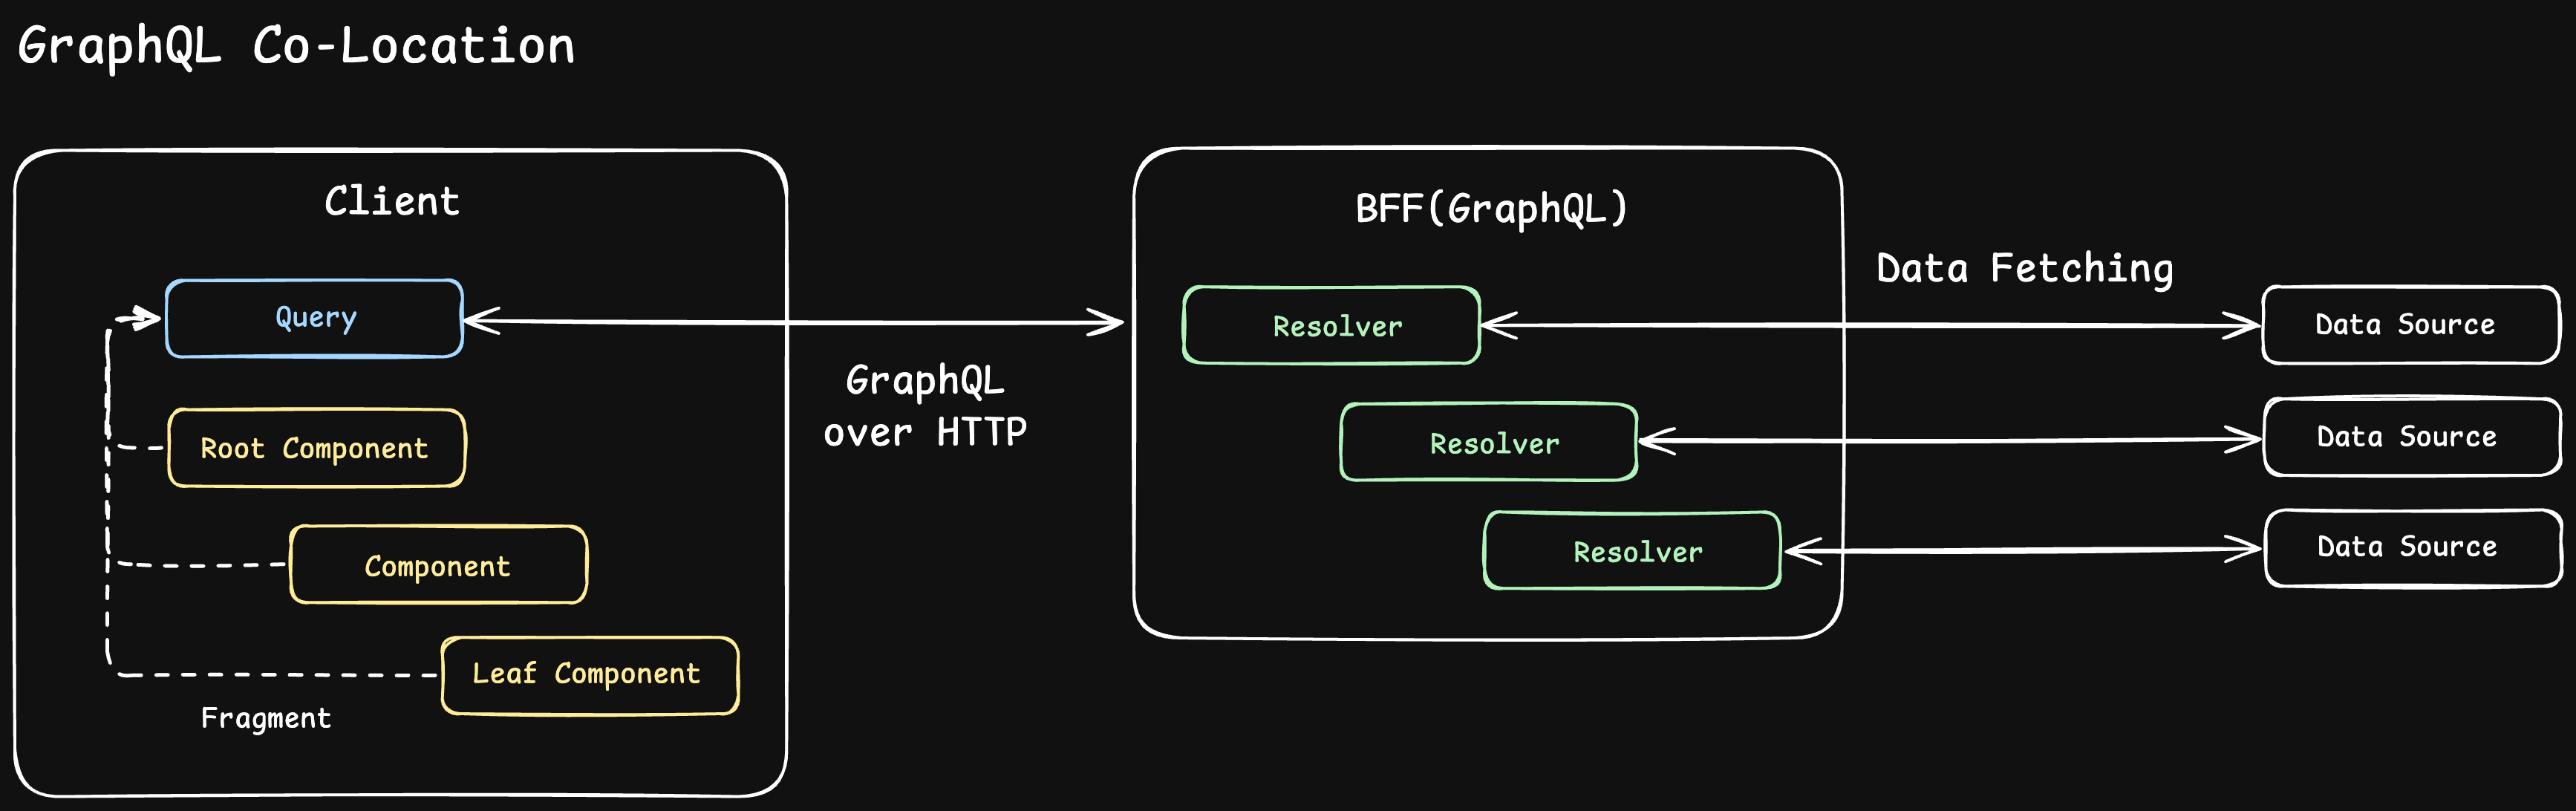 GraphQL Co-Location
Client
Query
Root Component
Component
Leaf Component
Fragment
GraphQL
over HTTP
BFF(GraphQL)
Resolver
Resolver
Resolver
Data Fetching
Data Source
Data Source
Data Source